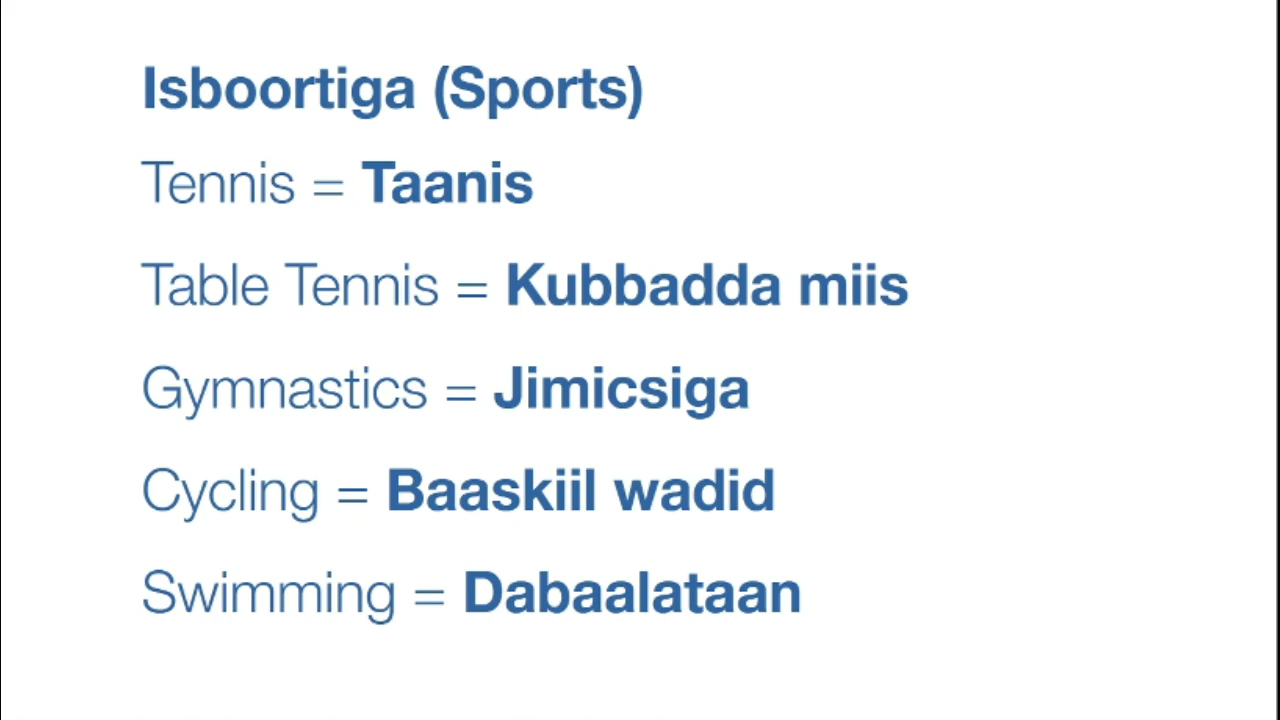 Isboortiga (Sports)
Tennis = Taanis
Table Tennis = Kubbadda miis
Gymnastics = Jimicsiga
Cycling = Baaskiil wadid
Swimming = Dabaalataan